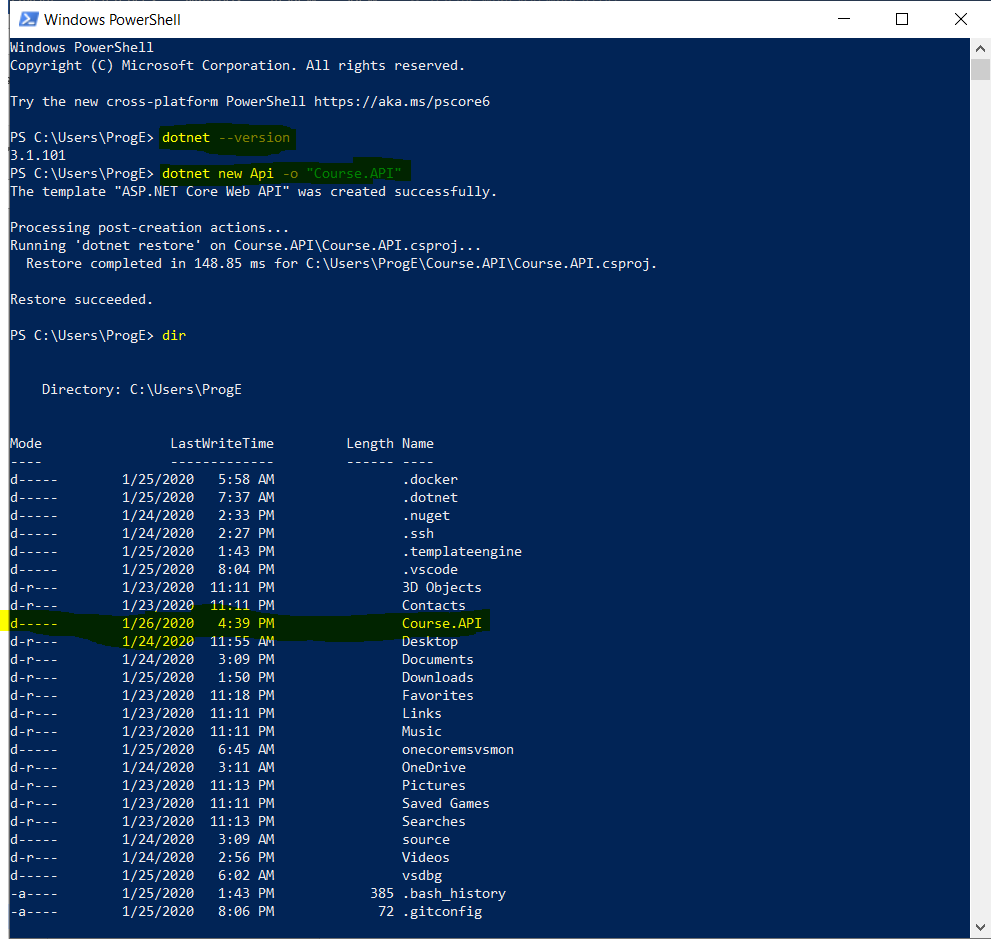 Windows PowerShell
Windows PowerShell
Copyright (C) Microsoft Corporation. All rights reserved.
Try the new cross-platform PowerShell https://aka.ms/pscore6
PS C:\Users\ProgE> dotnet --version
3.1.101
PS C:\Users\ProgE> dotnet new Api -o "Course.API"
The template "ASP.NET Core Web API" was created successfully.
Processing post-creation actions...
Running 'dotnet restore' on Course.API\Course.API.csproj...
  Restore completed in 148.85 ms for C:\Users\ProgE\Course.API\Course.API.csproj.
Restore succeeded.
PS C:\Users\ProgE> dir
    Directory: C:\Users\ProgE
Mode                LastWriteTime         Length Name
----                -------------         ------ ----
d-----        1/25/2020   5:58 AM                .docker
d-----        1/25/2020   7:37 AM                .dotnet
d-----        1/24/2020   2:33 PM                .nuget
d-----        1/24/2020   2:27 PM                .ssh
d-----        1/25/2020   1:43 PM                .templateengine
d-----        1/25/2020   8:04 PM                .vscode
d-r---        1/23/2020  11:11 PM                3D Objects
d-r---        1/23/2020  11:11 PM                Contacts
d-----        1/26/2020   4:39 PM                Course.API
d-r---        1/24/2020  11:55 AM                Desktop
d-r---        1/24/2020   3:09 PM                Documents
d-r---        1/25/2020   1:50 PM                Downloads
d-r---        1/23/2020  11:18 PM                Favorites
d-r---        1/23/2020  11:11 PM                Links
d-r---        1/23/2020  11:11 PM                Music
d-----        1/25/2020   6:45 AM                onecoremsvsmon
d-r---        1/24/2020   3:11 AM                OneDrive
d-r---        1/23/2020  11:13 PM                Pictures
d-r---        1/23/2020  11:11 PM                Saved Games
d-r---        1/23/2020  11:13 PM                Searches
d-----        1/24/2020   3:09 AM                source
d-r---        1/24/2020   2:56 PM                Videos
d-----        1/25/2020   6:02 AM                vsdbg
-a----        1/25/2020   1:43 PM            385 .bash_history
-a----        1/25/2020   8:06 PM             72 .gitconfig